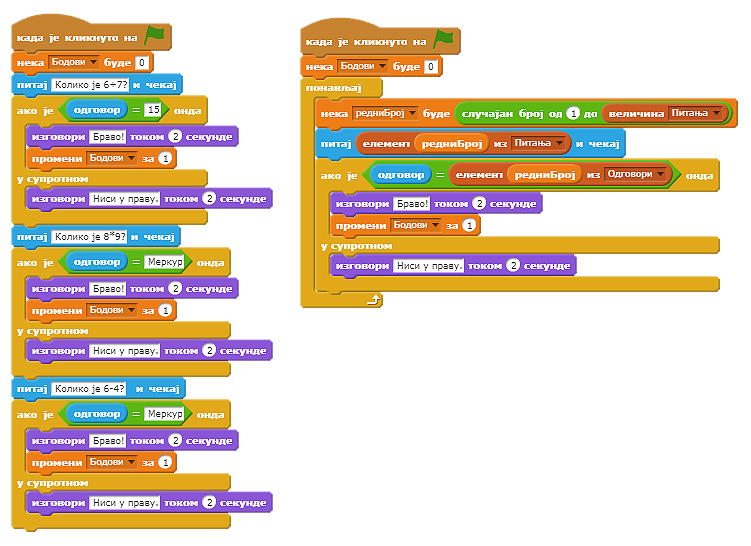 када је кликнуто на
нека Бодови буде 0
питај Колико је 6+7? и чекај
ако је одговор = 15 онда
изговори Браво! током 2 секунде
промени Бодови за 1
у супротном
изговори Ниси у праву. током 2 секунде
питај Колико је 8*9? и чекај
ако је одговор = Меркур онда
изговори Браво! током 2 секунде
промени Бодови за 1
у супротном
изговори Ниси у праву. током 2 секунде
питај Колико је 6-4? и чекај
ако је одговор = Меркур онда
изговори Браво! током 2 секунде
промени Бодови за 1
у супротном
изговори Ниси у праву. током 2 секунде
када је кликнуто на
нека Бодови буде 0
понављај
нека редниБрој буде случајан број од 1 до величина Питања
питај елемент редниБрој из Питања и чекај
ако је одговор = елемент редниБрој из Одговори онда
изговори Браво! током 2 секунде
промени Бодови за 1
у супротном
изговори Ниси у праву. током 2 секунде